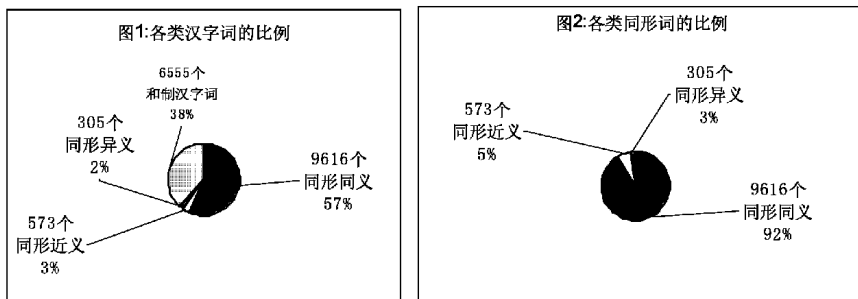 图1:各类汉字词的比例
6555个
和制汉字词
38%
305个
同形异义
2%
9616个
同形同义
57%
573个
同形近义
3%
图2:各类同形词的比例
305个
同形异义
3%
573个
同形近义
5%
9616个
同形同义
92%